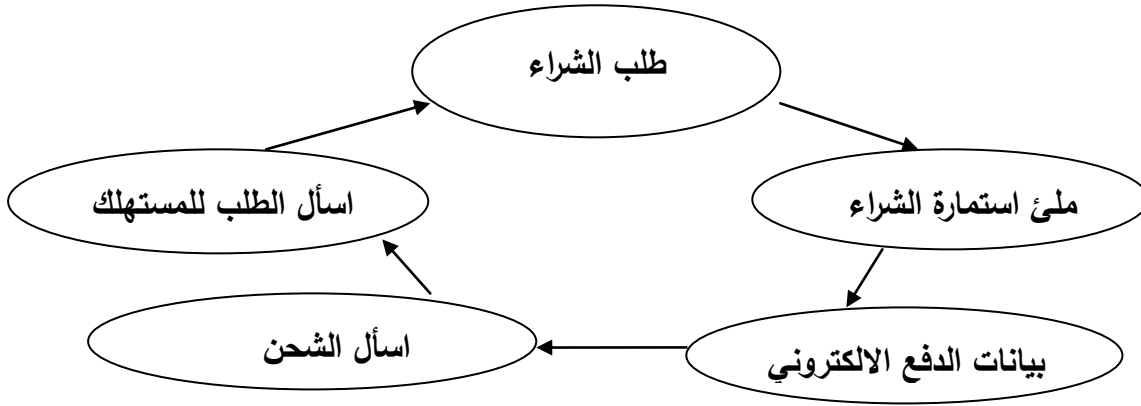 طلب الشراء
ملئ استمارة الشراء
بيانات الدفع الالكتروني
اسأل الشحن
اسأل الطلب للمستهلك